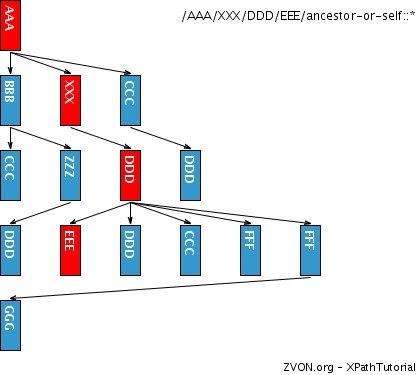 AAA
/AAA/XXX/DDD/EEE/ancestor-or-self::*
BBB XXX CCC
CCC ZZZ DDD DDD
DDD EEE DDD CCC FFF FFF
GGG
ZVON.org - XPathTutorial